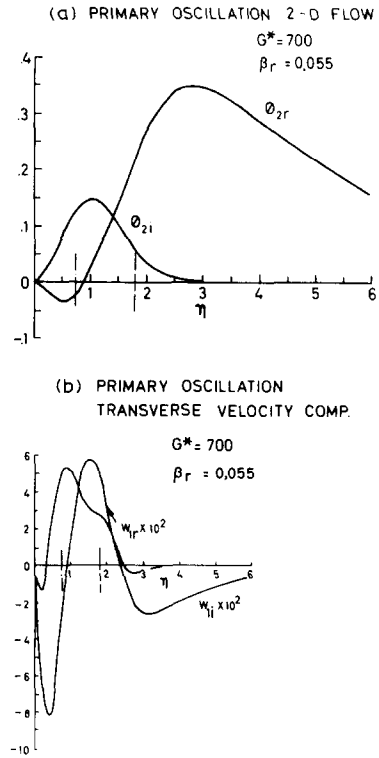 (a) PRIMARY OSCILLATION 2-D FLOW
G*=700
βr = 0,055
.4
.3
.2
.1
0
-.1
Ø2r
Ø2i
1 2 3 4 5 6
η
(b) PRIMARY OSCILLATION
TRANSVERSE VELOCITY COMP.
G*= 700
βr = 0,055
6
4
2
0
-2
-4
-6
-8
-10
w1r × 10²
1 2 3 4 5 6
η
w1i × 10²